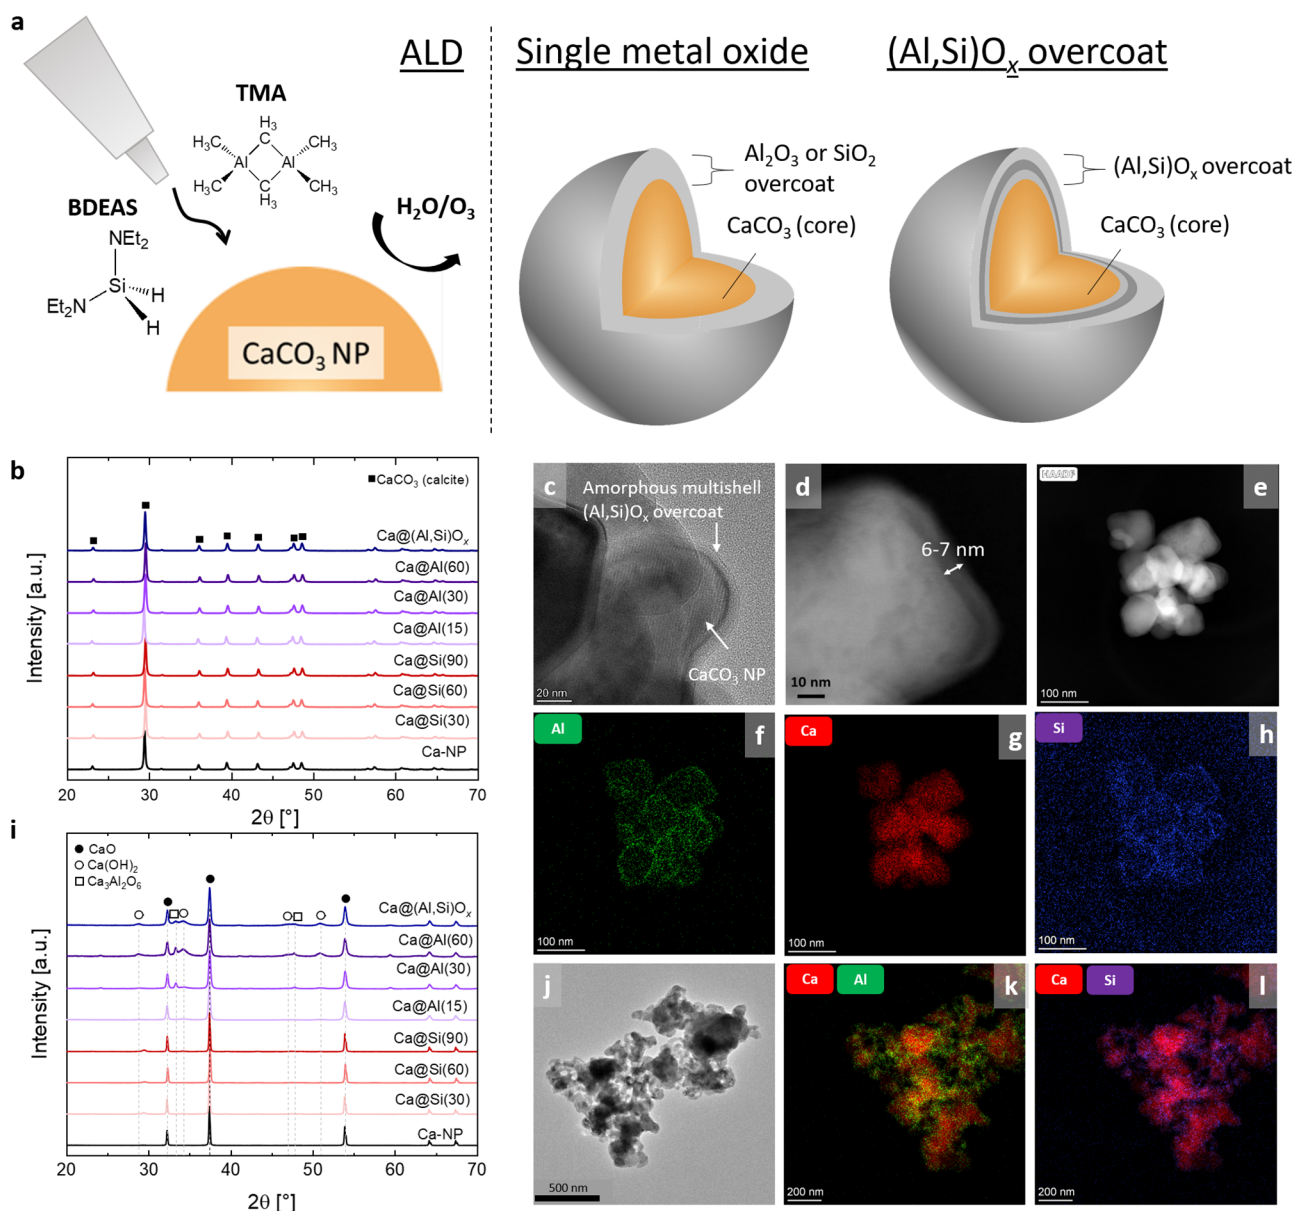 a
ALD
Single metal oxide
(Al,Si)Oₓ overcoat
TMA
H₃C
H₃
C
CH₃
Al
Al
H₃C
C
H₃
CH₃
BDEAS
NEt₂
Si
Et₂N
H
H
H₂O/O₃
CaCO₃ NP
Al₂O₃ or SiO₂
overcoat
CaCO₃ (core)
(Al,Si)Oₓ overcoat
CaCO₃ (core)
b
■ CaCO₃ (calcite)
Ca@(Al,Si)Oₓ
Ca@Al(60)
Ca@Al(30)
Ca@Al(15)
Ca@Si(90)
Ca@Si(60)
Ca@Si(30)
Ca-NP
Intensity [a.u.]
20 30 40 50 60 70
2θ [°]
c
Amorphous multishell
(Al,Si)Oₓ overcoat
CaCO₃ NP
20 nm
d
6-7 nm
10 nm
HAADF
e
100 nm
Al
f
100 nm
Ca
g
100 nm
Si
h
100 nm
i
● CaO
○ Ca(OH)₂
□ Ca₃Al₂O₆
Ca@(Al,Si)Oₓ
Ca@Al(60)
Ca@Al(30)
Ca@Al(15)
Ca@Si(90)
Ca@Si(60)
Ca@Si(30)
Ca-NP
Intensity [a.u.]
20 30 40 50 60 70
2θ [°]
j
500 nm
Ca Al
k
200 nm
Ca Si
l
200 nm